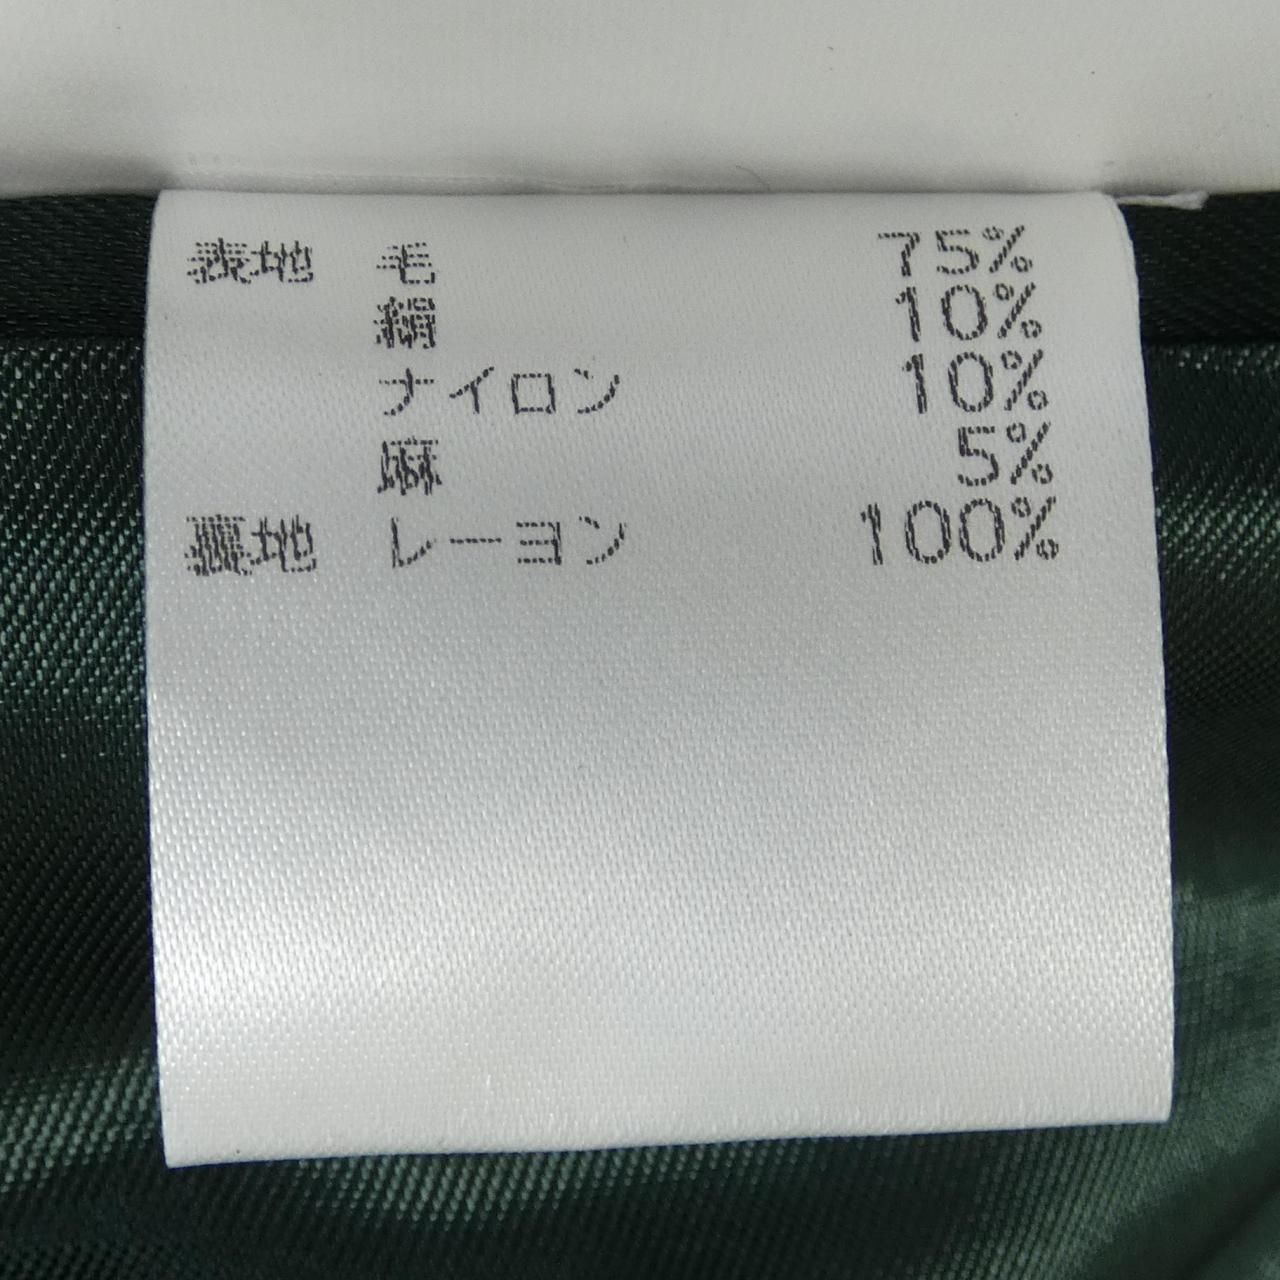 表地 毛 75%
絹 10%
ナイロン 10%
麻 5%
裏地 レーヨン 100%